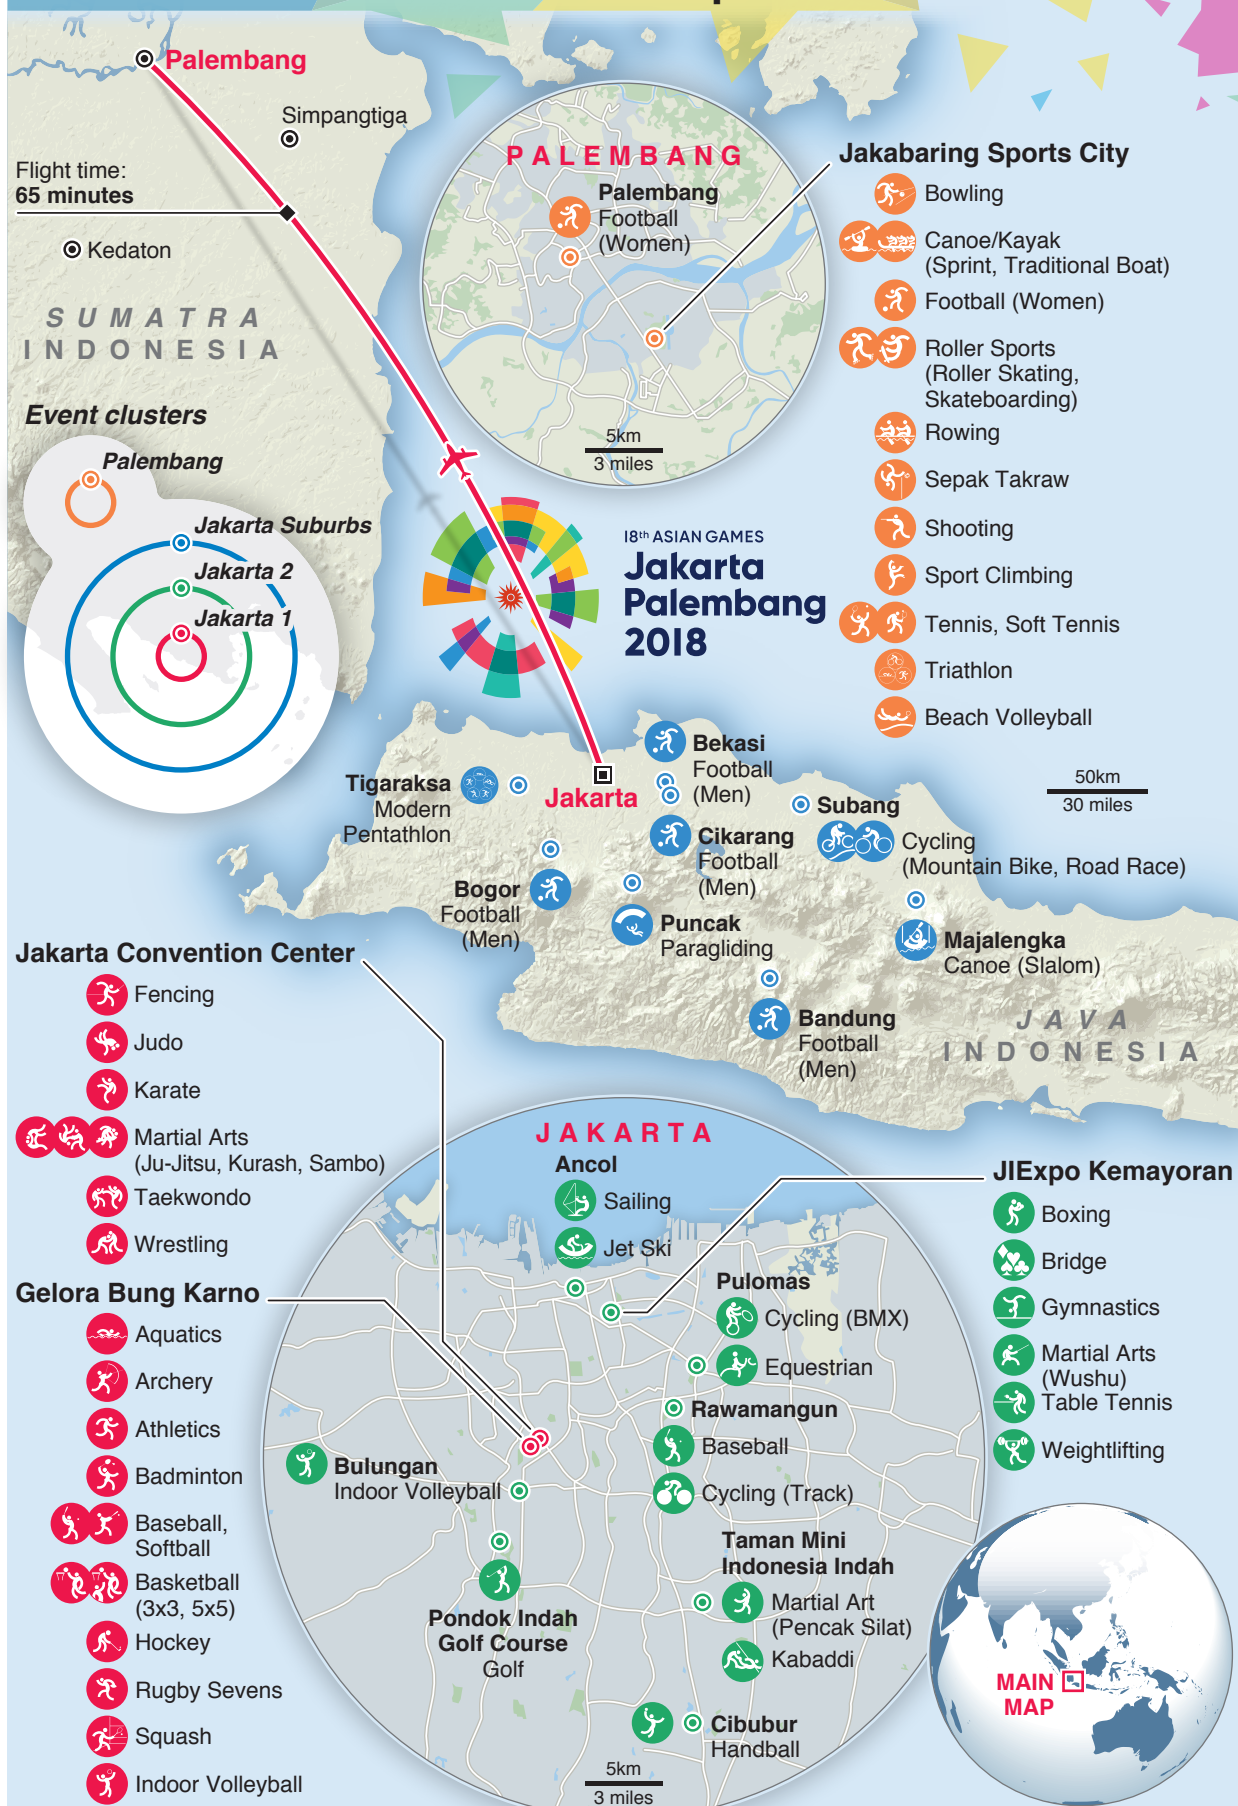 Palembang
Simpangtiga
Flight time:
65 minutes
Kedaton
SUMATRA
INDONESIA
Event clusters
Palembang
Jakarta Suburbs
Jakarta 2
Jakarta 1
PALEMBANG
Palembang
Football
(Women)
5km
3 miles
Jakabaring Sports City
Bowling
Canoe/Kayak
(Sprint, Traditional Boat)
Football (Women)
Roller Sports
(Roller Skating,
Skateboarding)
Rowing
Sepak Takraw
Shooting
Sport Climbing
Tennis, Soft Tennis
Triathlon
Beach Volleyball
18th ASIAN GAMES
Jakarta
Palembang
2018
50km
30 miles
Jakarta
Tigaraksa
Modern
Pentathlon
Bekasi
Football
(Men)
Cikarang
Football
(Men)
Subang
Cycling
(Mountain Bike, Road Race)
Bogor
Football
(Men)
Puncak
Paragliding
Majalengka
Canoe (Slalom)
Bandung
Football
(Men)
JAVA
INDONESIA
Jakarta Convention Center
Fencing
Judo
Karate
Martial Arts
(Ju-Jitsu, Kurash, Sambo)
Taekwondo
Wrestling
Gelora Bung Karno
Aquatics
Archery
Athletics
Badminton
Baseball,
Softball
Basketball
(3x3, 5x5)
Hockey
Rugby Sevens
Squash
Indoor Volleyball
JAKARTA
Ancol
Sailing
Jet Ski
Pulomas
Cycling (BMX)
Equestrian
Rawamangun
Baseball
Cycling (Track)
Bulungan
Indoor Volleyball
Pondok Indah
Golf Course
Golf
Taman Mini
Indonesia Indah
Martial Art
(Pencak Silat)
Kabaddi
Cibubur
Handball
5km
3 miles
JIExpo Kemayoran
Boxing
Bridge
Gymnastics
Martial Arts
(Wushu)
Table Tennis
Weightlifting
MAIN
MAP